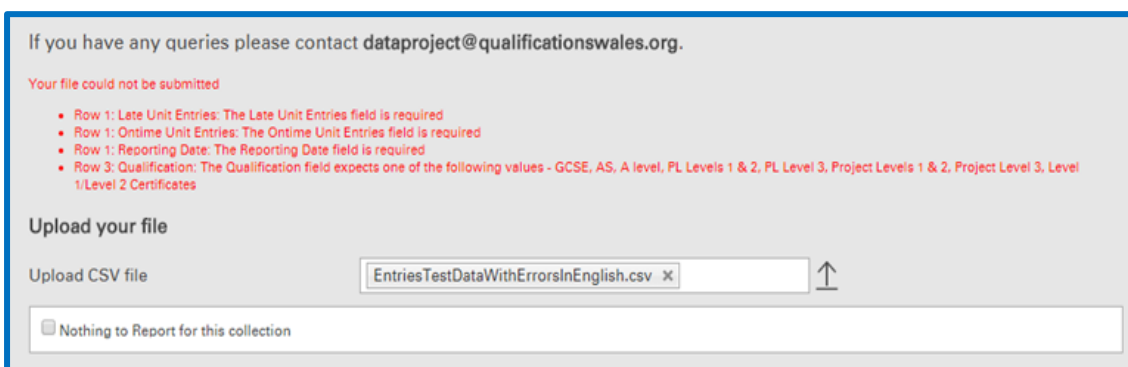 If you have any queries please contact dataproject@qualificationswales.org.
Your file could not be submitted
• Row 1: Late Unit Entries: The Late Unit Entries field is required
• Row 1: Ontime Unit Entries: The Ontime Unit Entries field is required
• Row 1: Reporting Date: The Reporting Date field is required
• Row 3: Qualification: The Qualification field expects one of the following values - GCSE, AS, A level, PL Levels 1 & 2, PL Level 3, Project Levels 1 & 2, Project Level 3, Level
1/Level 2 Certificates
Upload your file
Upload CSV file
EntriesTestDataWithErrorsInEnglish.csv ×
Nothing to Report for this collection